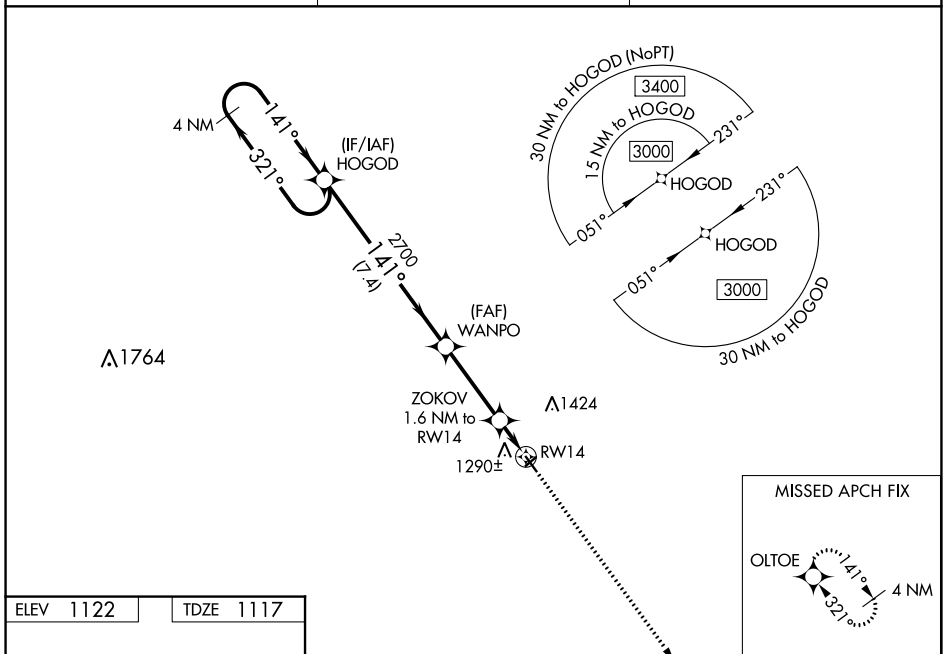 30 NM to HOGOD (NoPT)
3400
15 NM to HOGOD
3000
231°
HOGOD
051°
4 NM
141°
321°
(IF/IAF)
HOGOD
2700
141°
(7.4)
231°
HOGOD
051°
3000
30 NM to HOGOD
(FAF)
WANPO
1764
ZOKOV
1.6 NM to
RW14
1424
1290±
RW14
MISSED APCH FIX
OLTOE
141°
321°
4 NM
ELEV 1122
TDZE 1117